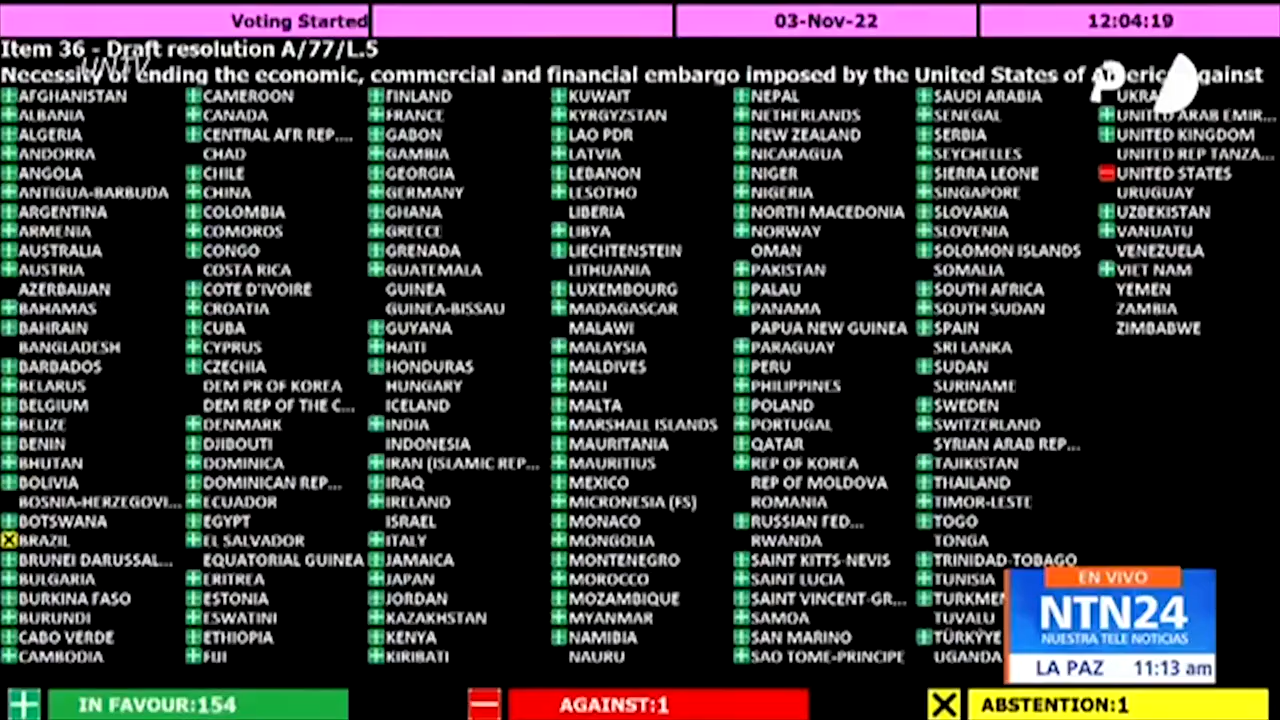 Voting Started 03-Nov-22 12:04:19
Item 36 - Draft resolution A/77/L.5
UNTV
Necessity of ending the economic, commercial and financial embargo imposed by the United States of America against
AFGHANISTAN
ALBANIA
ALGERIA
ANDORRA
ANGOLA
ANTIGUA-BARBUDA
ARGENTINA
ARMENIA
AUSTRALIA
AUSTRIA
AZERBAIJAN
BAHAMAS
BAHRAIN
BANGLADESH
BARBADOS
BELARUS
BELGIUM
BELIZE
BENIN
BHUTAN
BOLIVIA
BOSNIA-HERZEGOVI...
BOTSWANA
BRAZIL
BRUNEI DARUSSAL...
BULGARIA
BURKINA FASO
BURUNDI
CABO VERDE
CAMBODIA
CAMEROON
CANADA
CENTRAL AFR REP....
CHAD
CHILE
CHINA
COLOMBIA
COMOROS
CONGO
COSTA RICA
COTE D'IVOIRE
CROATIA
CUBA
CYPRUS
CZECHIA
DEM PR OF KOREA
DEM REP OF THE C...
DENMARK
DJIBOUTI
DOMINICA
DOMINICAN REP...
ECUADOR
EGYPT
EL SALVADOR
EQUATORIAL GUINEA
ERITREA
ESTONIA
ESWATINI
ETHIOPIA
FIJI
FINLAND
FRANCE
GABON
GAMBIA
GEORGIA
GERMANY
GHANA
GREECE
GRENADA
GUATEMALA
GUINEA
GUINEA-BISSAU
GUYANA
HAITI
HONDURAS
HUNGARY
ICELAND
INDIA
INDONESIA
IRAN (ISLAMIC REP...
IRAQ
IRELAND
ISRAEL
ITALY
JAMAICA
JAPAN
JORDAN
KAZAKHSTAN
KENYA
KIRIBATI
KUWAIT
KYRGYZSTAN
LAO PDR
LATVIA
LEBANON
LESOTHO
LIBERIA
LIBYA
LIECHTENSTEIN
LITHUANIA
LUXEMBOURG
MADAGASCAR
MALAWI
MALAYSIA
MALDIVES
MALI
MALTA
MARSHALL ISLANDS
MAURITANIA
MAURITIUS
MEXICO
MICRONESIA (FS)
MONACO
MONGOLIA
MONTENEGRO
MOROCCO
MOZAMBIQUE
MYANMAR
NAMIBIA
NAURU
NEPAL
NETHERLANDS
NEW ZEALAND
NICARAGUA
NIGER
NIGERIA
NORTH MACEDONIA
NORWAY
OMAN
PAKISTAN
PALAU
PANAMA
PAPUA NEW GUINEA
PARAGUAY
PERU
PHILIPPINES
POLAND
PORTUGAL
QATAR
REP OF KOREA
REP OF MOLDOVA
ROMANIA
RUSSIAN FED...
RWANDA
SAINT KITTS-NEVIS
SAINT LUCIA
SAINT VINCENT-GR...
SAMOA
SAN MARINO
SAO TOME-PRINCIPE
SAUDI ARABIA
SENEGAL
SERBIA
SEYCHELLES
SIERRA LEONE
SINGAPORE
SLOVAKIA
SLOVENIA
SOLOMON ISLANDS
SOMALIA
SOUTH AFRICA
SOUTH SUDAN
SPAIN
SRI LANKA
SUDAN
SURINAME
SWEDEN
SWITZERLAND
SYRIAN ARAB REP...
TAJIKISTAN
THAILAND
TIMOR-LESTE
TOGO
TONGA
TRINIDAD-TOBAGO
TUNISIA
TURKMEN
TUVALU
TÜRKİYE
UGANDA
UKRA
UNITED ARAB EMIR...
UNITED KINGDOM
UNITED REP TANZA...
UNITED STATES
URUGUAY
UZBEKISTAN
VANUATU
VENEZUELA
VIET NAM
YEMEN
ZAMBIA
ZIMBABWE
EN VIVO
NTN24
NUESTRA TELE NOTICIAS
LA PAZ 11:13 am
IN FAVOUR:154 AGAINST:1 ABSTENTION:1